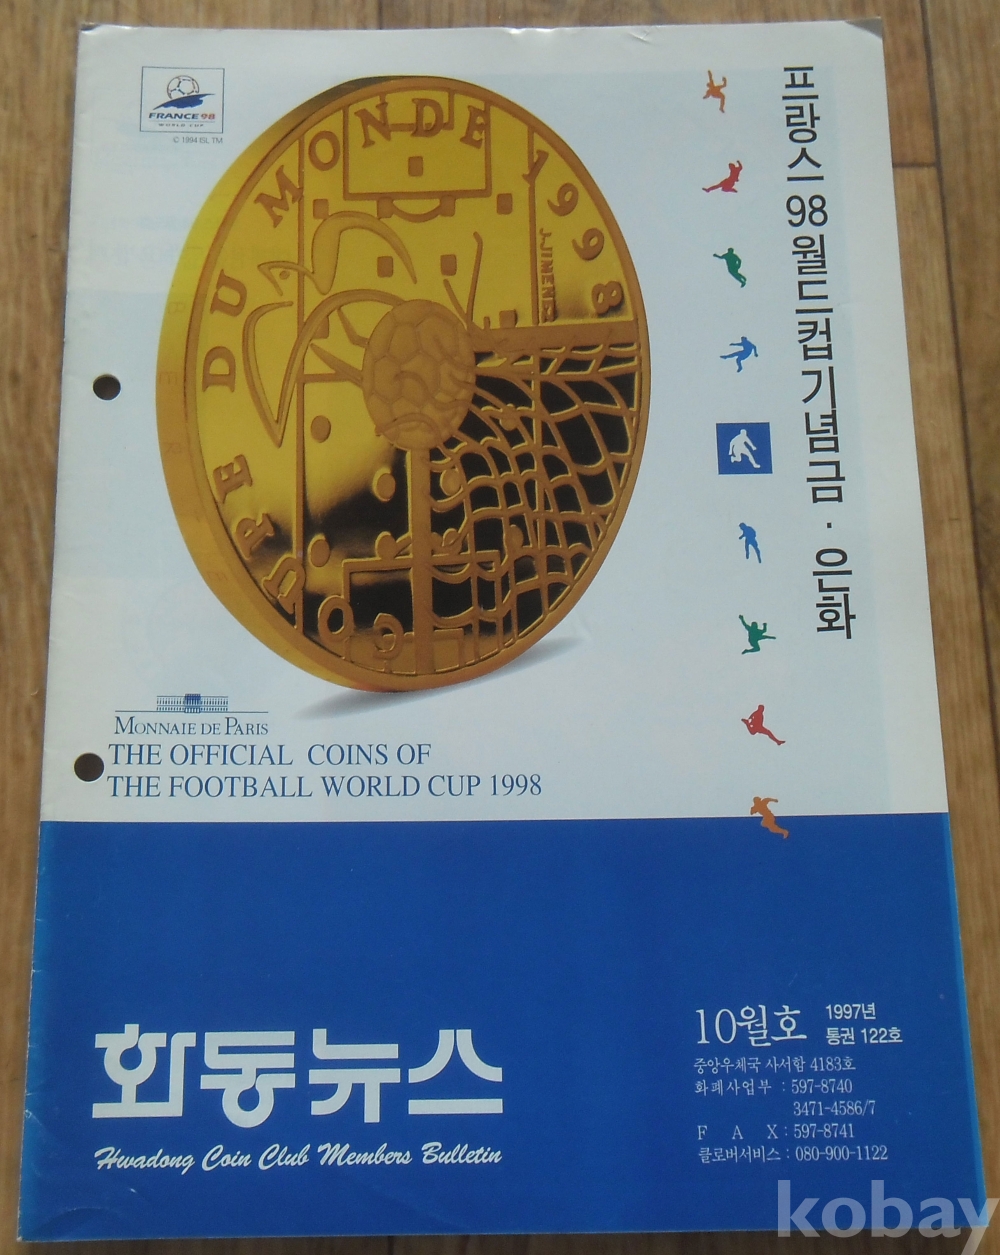 FRANCE 98
WORLD CUP
© 1994 ISL TM
COUPE DU MONDE 1998
J.JIMENEZ
프랑스 98 월드컵 기념 금·은화
MONNAIE DE PARIS
THE OFFICIAL COINS OF
THE FOOTBALL WORLD CUP 1998
화동뉴스
Hwadong Coin Club Members Bulletin
10월호 1997년
통권 122호
중앙우체국 사서함 4183호
화폐사업부 : 597-8740
3471-4586/7
F A X : 597-8741
클로버서비스 : 080-900-1122
kobay